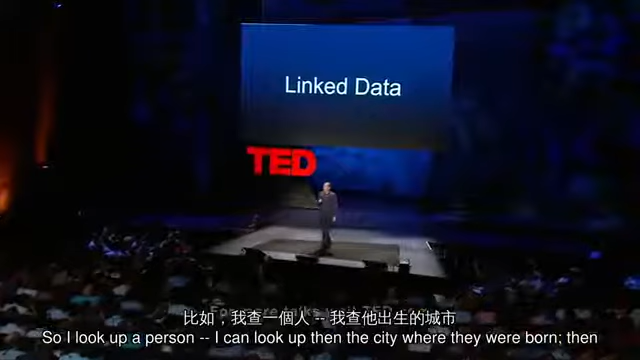 Linked Data
TED
比如，我查一個人 -- 我查他出生的城市
So I look up a person -- I can look up then the city where they were born; then